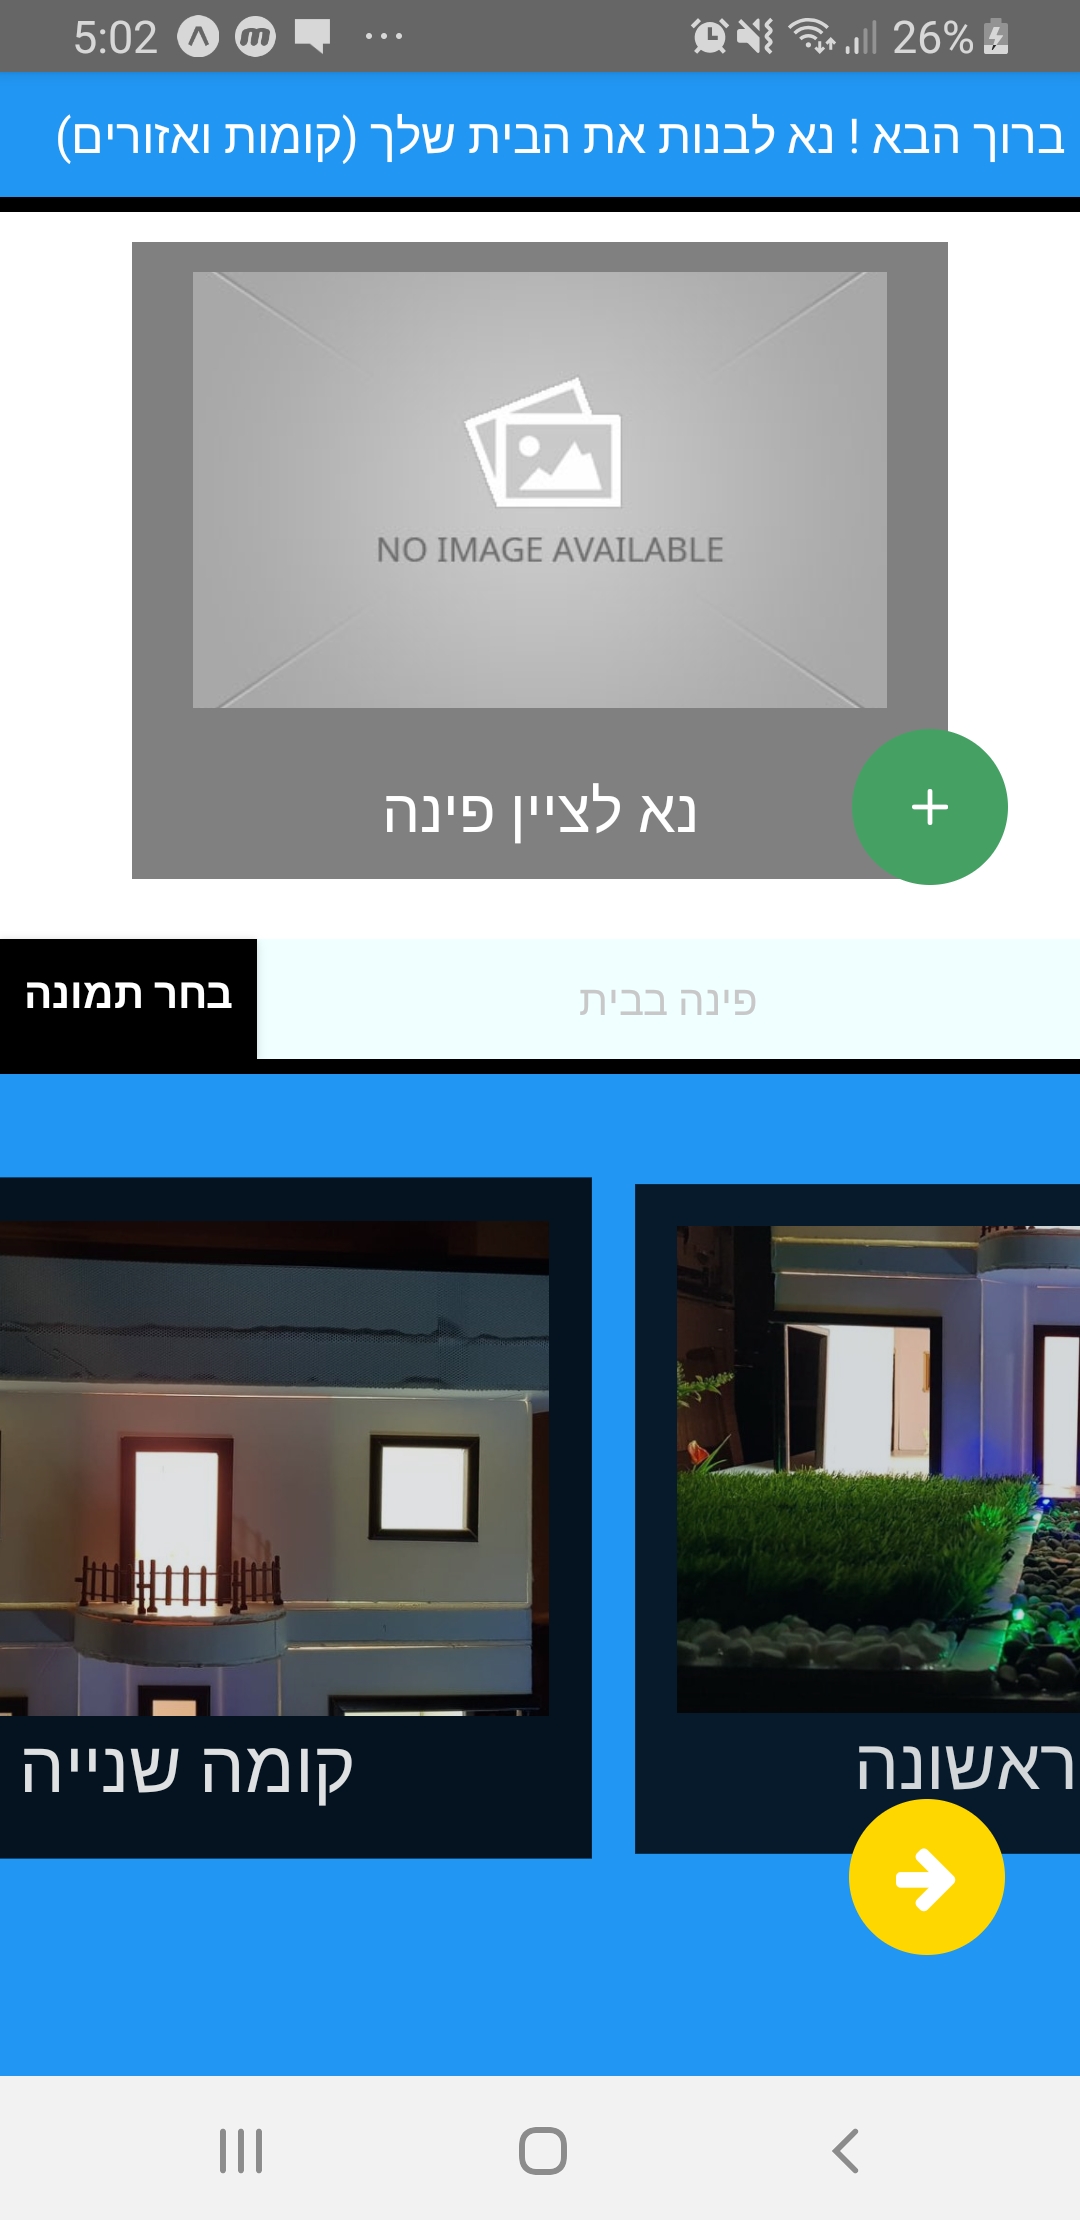 5:02
26%
ברוך הבא ! נא לבנות את הבית שלך (קומות ואזורים)
NO IMAGE AVAILABLE
נא לציין פינה
פינה בבית
בחר תמונה
ראשונה
קומה שנייה